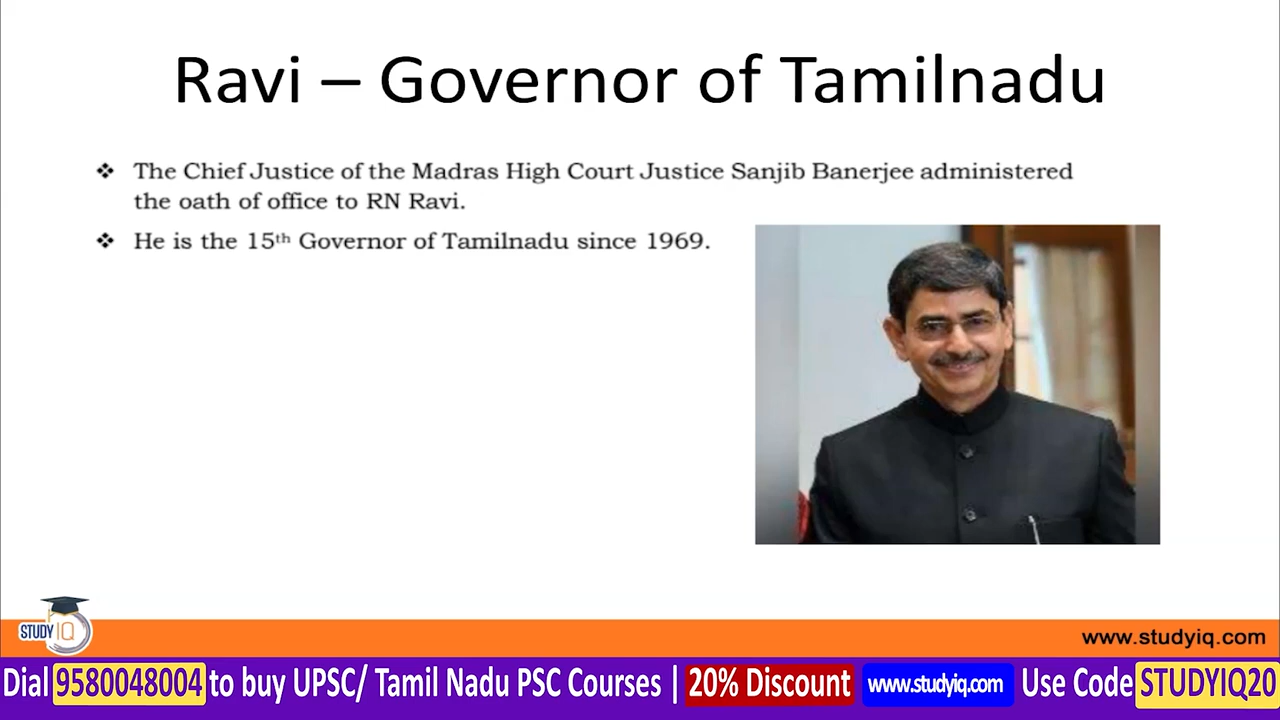 Ravi – Governor of Tamilnadu
❖ The Chief Justice of the Madras High Court Justice Sanjib Banerjee administered
the oath of office to RN Ravi.
❖ He is the 15th Governor of Tamilnadu since 1969.
STUDY IQ
www.studyiq.com
Dial 9580048004 to buy UPSC/ Tamil Nadu PSC Courses | 20% Discount www.studyiq.com Use Code STUDYIQ20